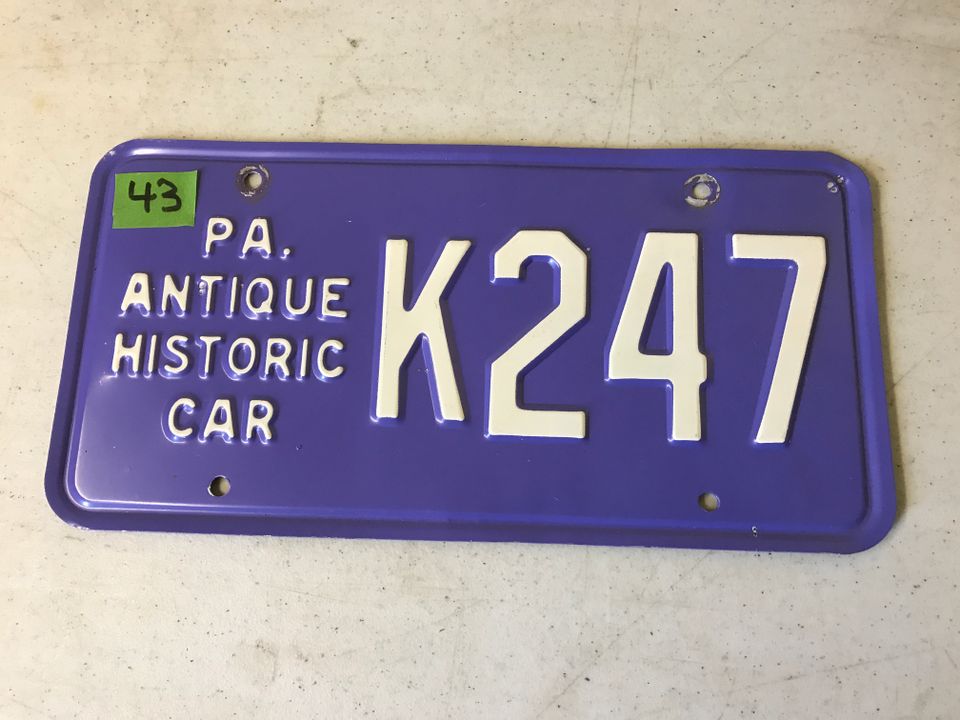 43
PA.
ANTIQUE
HISTORIC
CAR
K247